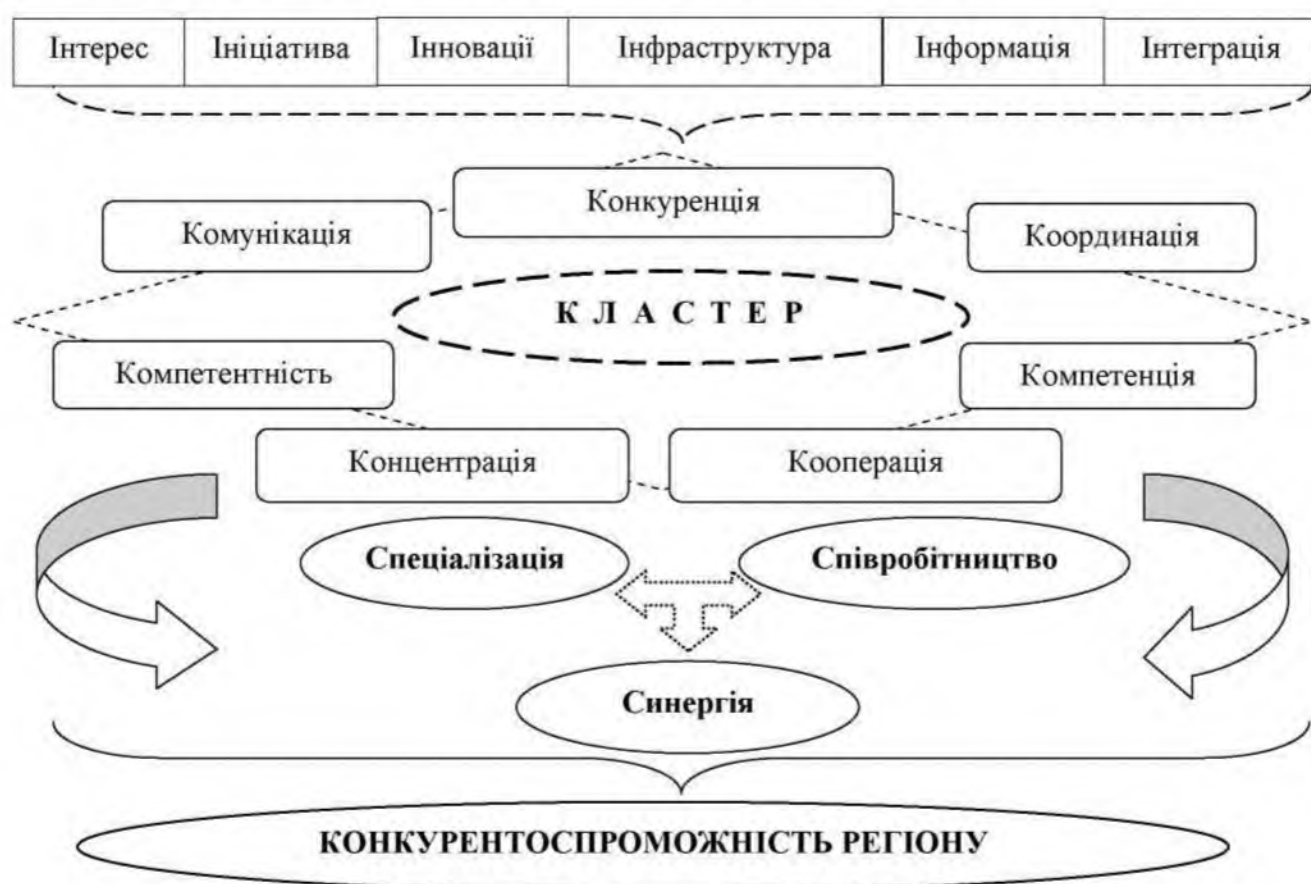 Інтерес Ініціатива Інновації Інфраструктура Інформація Інтеграція
Конкуренція
Комунікація Координація
К Л А С Т Е Р
Компетентність Компетенція
Концентрація Кооперація
Спеціалізація Співробітництво
Синергія
КОНКУРЕНТОСПРОМОЖНІСТЬ РЕГІОНУ